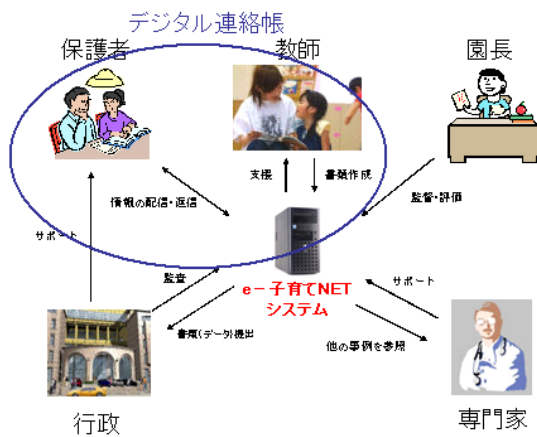 デジタル連絡帳
保護者
教師
園長
支援
書類作成
情報の配信・返信
監督・評価
サポート
監査
e－子育てNET
システム
サポート
書類(データ)提出
他の事例を参照
行政
専門家